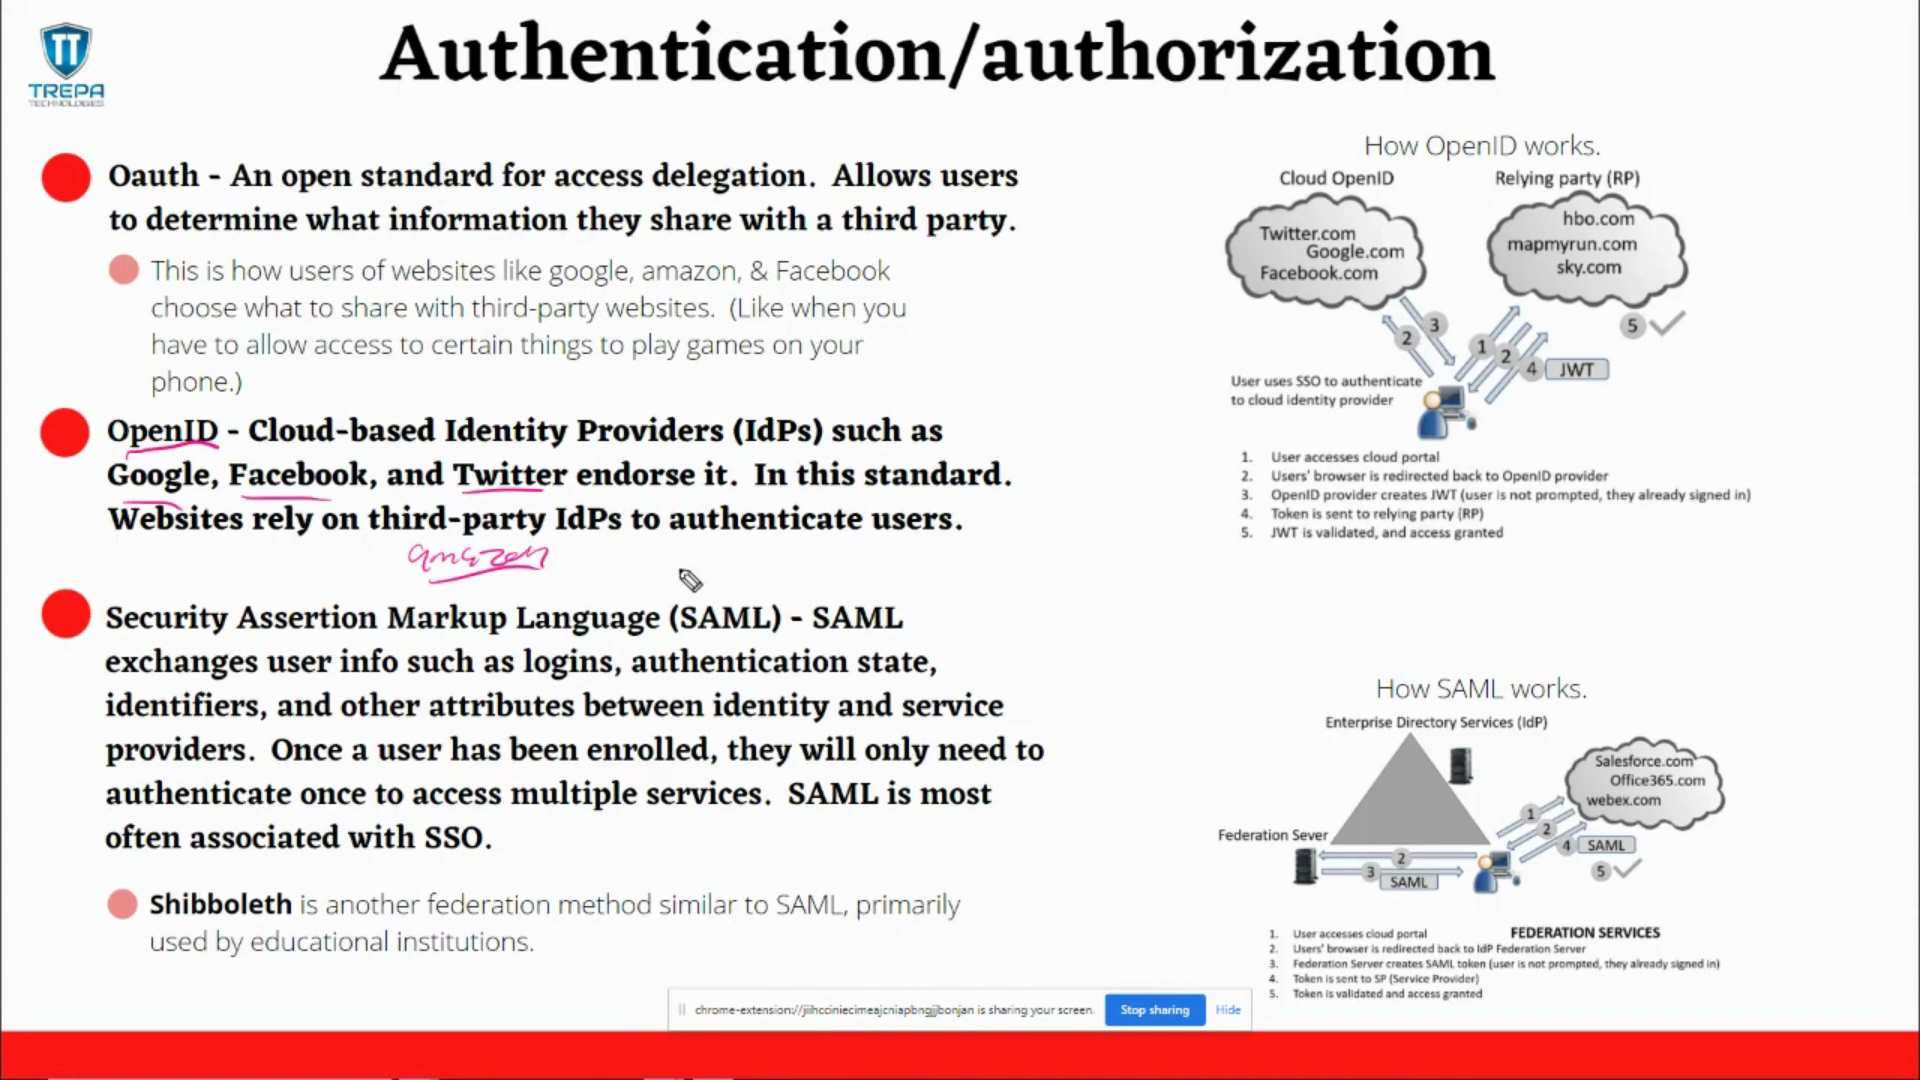 TT
TREPA
TECHNOLOGIES
Authentication/authorization
Oauth - An open standard for access delegation. Allows users
to determine what information they share with a third party.
This is how users of websites like google, amazon, & Facebook
choose what to share with third-party websites. (Like when you
have to allow access to certain things to play games on your
phone.)
OpenID - Cloud-based Identity Providers (IdPs) such as
Google, Facebook, and Twitter endorse it. In this standard.
Websites rely on third-party IdPs to authenticate users.
amazon
Security Assertion Markup Language (SAML) - SAML
exchanges user info such as logins, authentication state,
identifiers, and other attributes between identity and service
providers. Once a user has been enrolled, they will only need to
authenticate once to access multiple services. SAML is most
often associated with SSO.
Shibboleth is another federation method similar to SAML, primarily
used by educational institutions.
How OpenID works.
Cloud OpenID
Relying party (RP)
Twitter.com
Google.com
Facebook.com
hbo.com
mapmyrun.com
sky.com
2
3
1
2
4
JWT
5
User uses SSO to authenticate
to cloud identity provider
1. User accesses cloud portal
2. Users' browser is redirected back to OpenID provider
3. OpenID provider creates JWT (user is not prompted, they already signed in)
4. Token is sent to relying party (RP)
5. JWT is validated, and access granted
How SAML works.
Enterprise Directory Services (IdP)
Salesforce.com
Office365.com
webex.com
Federation Sever
1
2
4 SAML
5
2
3
SAML
FEDERATION SERVICES
1. User accesses cloud portal
2. Users' browser is redirected back to IdP Federation Server
3. Federation Server creates SAML token (user is not prompted, they already signed in)
4. Token is sent to SP (Service Provider)
5. Token is validated and access granted
chrome-extension://jiihcciniecimeajcniapbngjjbonjan is sharing your screen.
Stop sharing
Hide